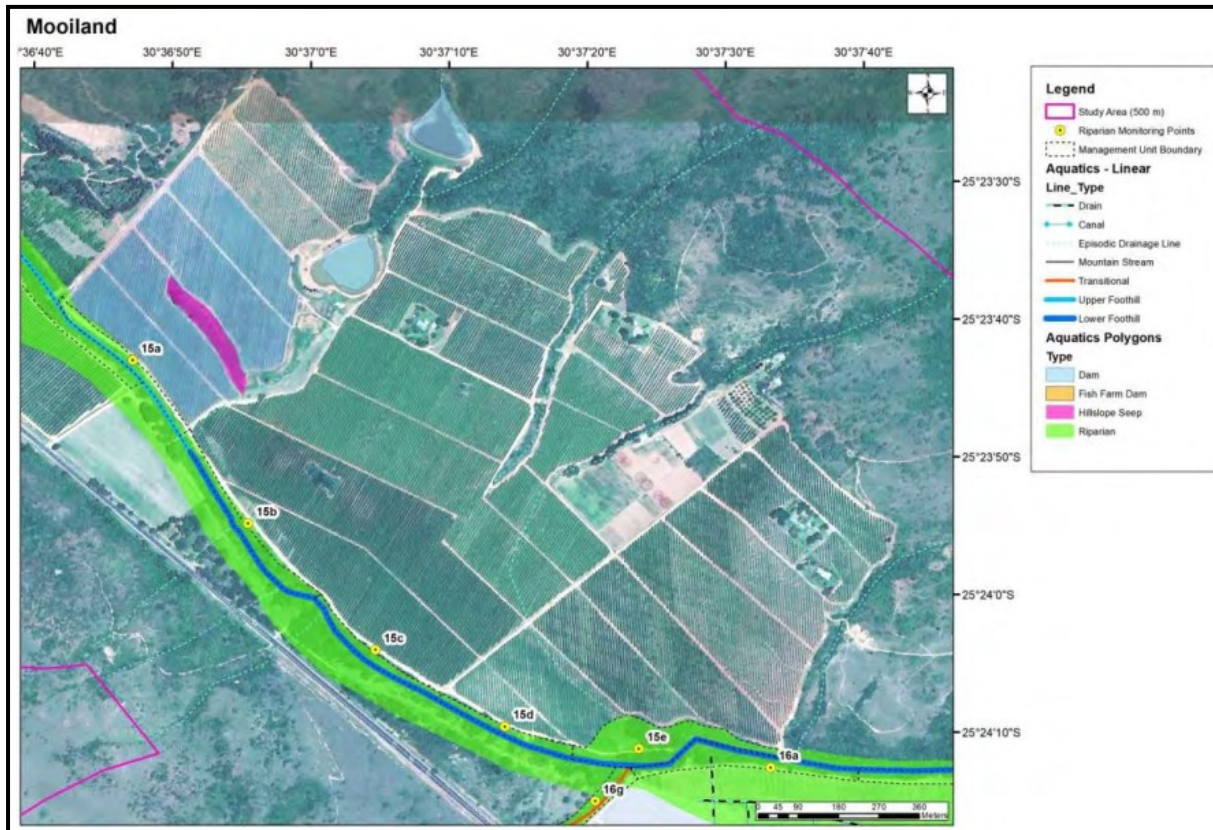 Mooiland
°36'40"E 30°36'50"E 30°37'0"E 30°37'10"E 30°37'20"E 30°37'30"E 30°37'40"E
25°23'30"S
25°23'40"S
25°23'50"S
25°24'0"S
25°24'10"S
15a
15b
15c
15d
15e
16a
16g
0 45 90 180 270 360
Meters
Legend
Study Area (500 m)
Riparian Monitoring Points
Management Unit Boundary
Aquatics - Linear
Line_Type
Drain
Canal
Episodic Drainage Line
Mountain Stream
Transitional
Upper Foothill
Lower Foothill
Aquatics Polygons
Type
Dam
Fish Farm Dam
Hillslope Seep
Riparian